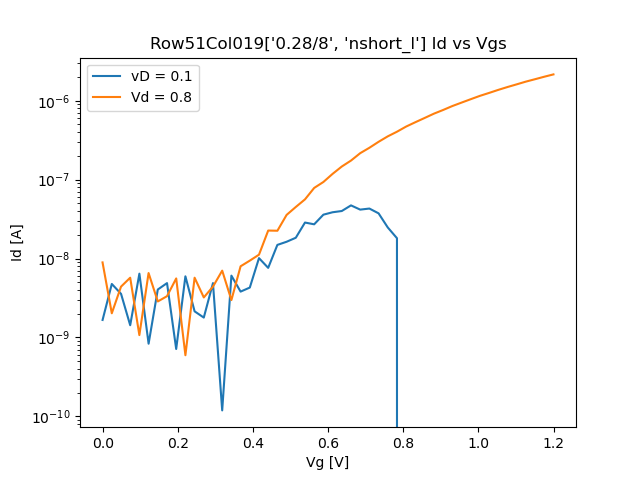 Row51Col019['0.28/8', 'nshort_l'] Id vs Vgs
vD = 0.1
Vd = 0.8
Id [A]
10⁻⁶
10⁻⁷
10⁻⁸
10⁻⁹
10⁻¹⁰
0.0 0.2 0.4 0.6 0.8 1.0 1.2
Vg [V]